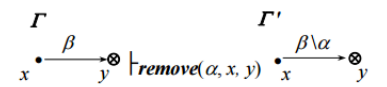 Γ Γ'
β β\α
x y ⊢remove(α, x, y) x y